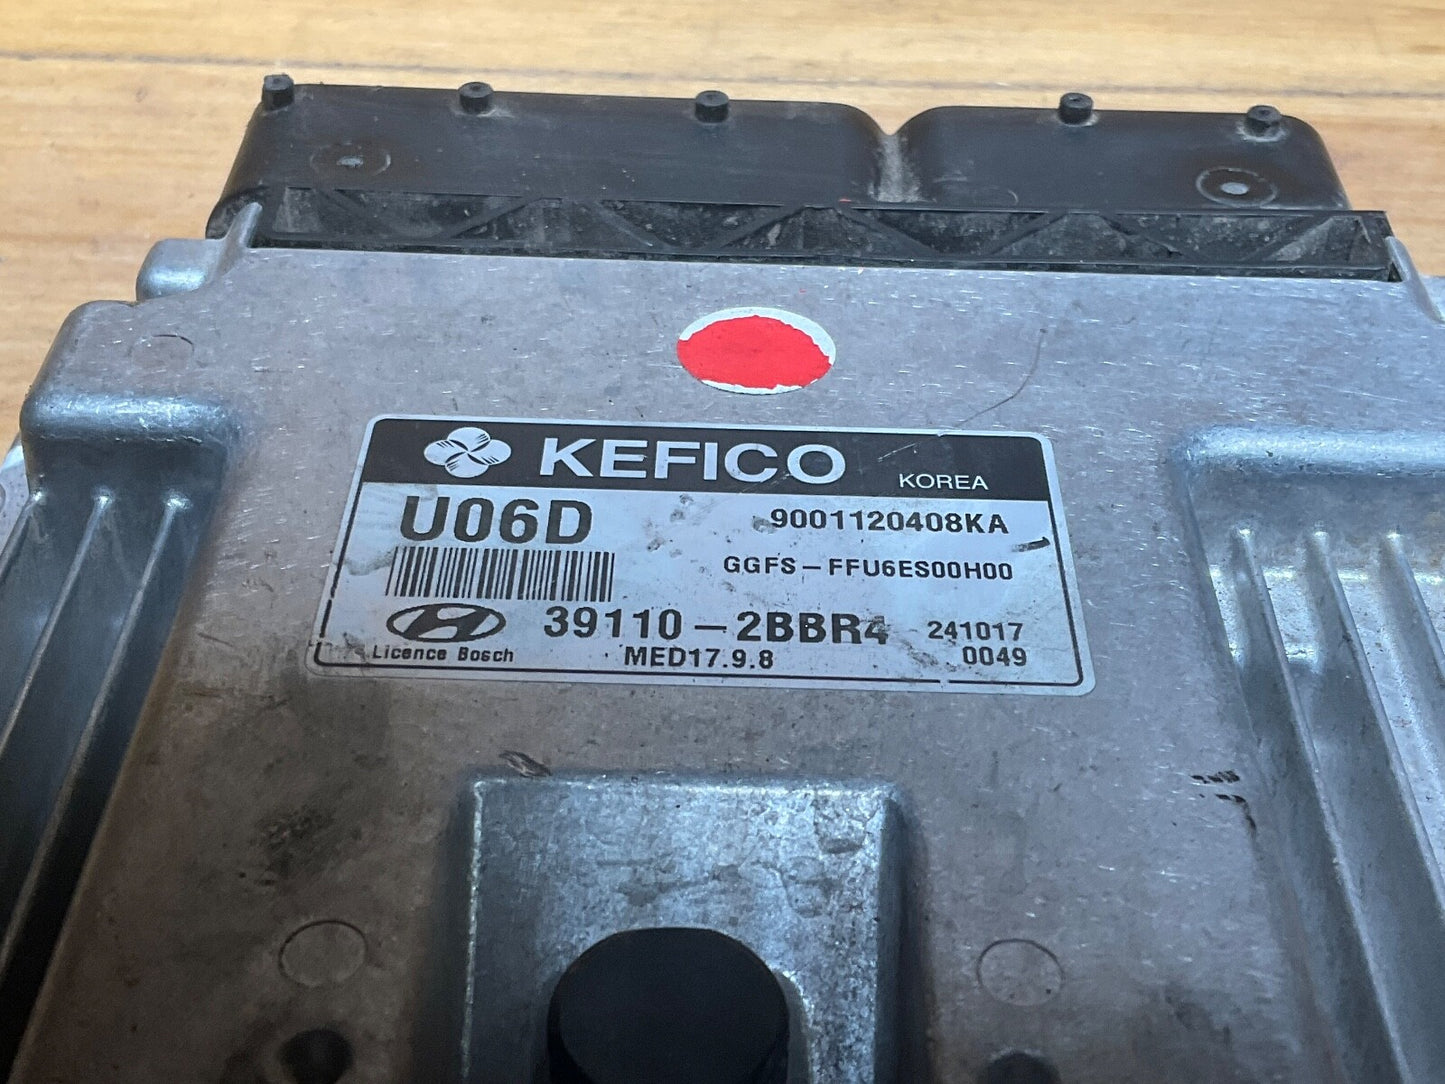 KEFICO KOREA
U06D 9001120408KA
GGFS-FFU6ES00H00
39110-2BBR4 241017
Licence Bosch MED17.9.8 0049